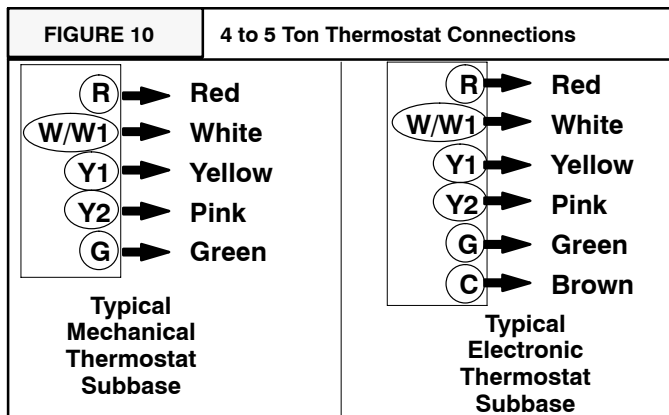 FIGURE 10
4 to 5 Ton Thermostat Connections
R Red
W/W1 White
Y1 Yellow
Y2 Pink
G Green
Typical
Mechanical
Thermostat
Subbase
R Red
W/W1 White
Y1 Yellow
Y2 Pink
G Green
C Brown
Typical
Electronic
Thermostat
Subbase